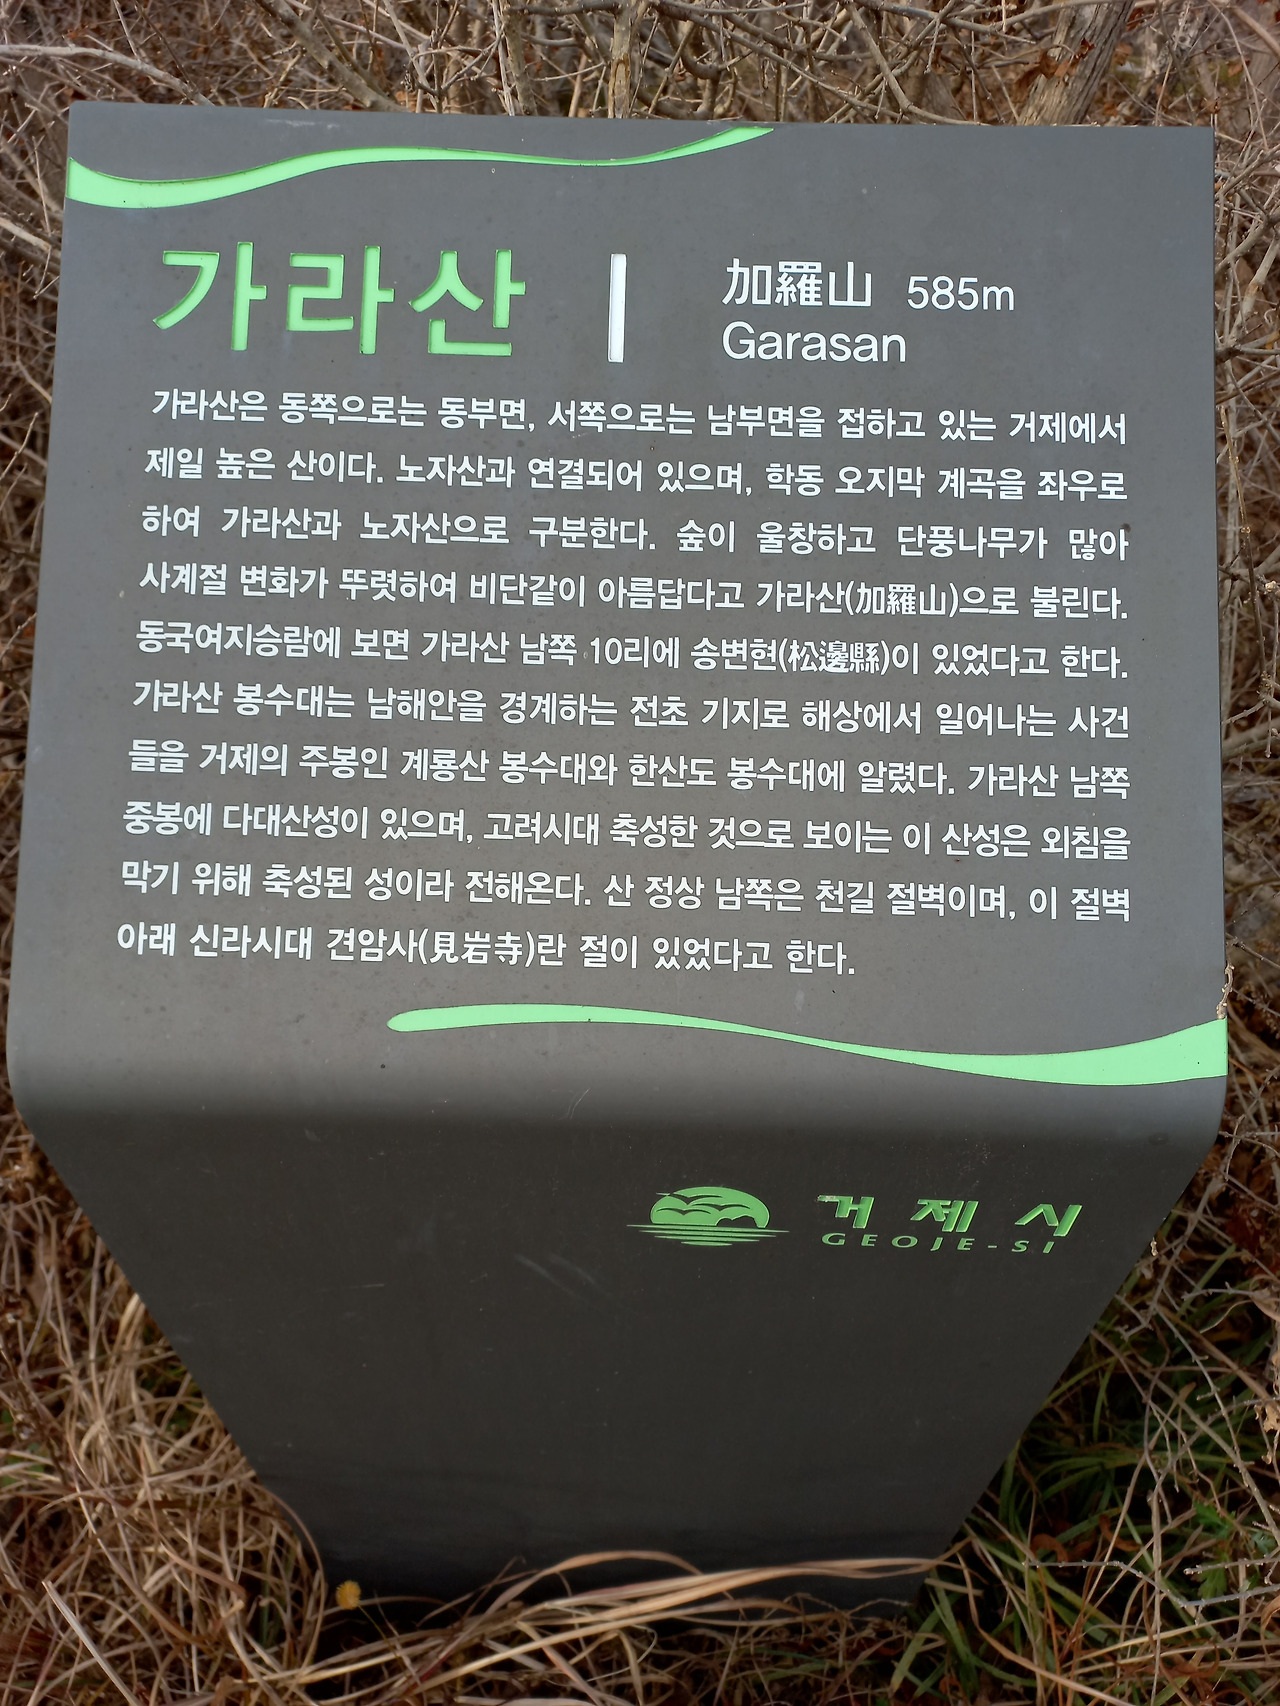 가라산
加羅山 585m
Garasan
가라산은 동쪽으로는 동부면, 서쪽으로는 남부면을 접하고 있는 거제에서
제일 높은 산이다. 노자산과 연결되어 있으며, 학동 오지막 계곡을 좌우로
하여 가라산과 노자산으로 구분한다. 숲이 울창하고 단풍나무가 많아
사계절 변화가 뚜렷하여 비단같이 아름답다고 가라산(加羅山)으로 불린다.
동국여지승람에 보면 가라산 남쪽 10리에 송변현(松邊縣)이 있었다고 한다.
가라산 봉수대는 남해안을 경계하는 전초 기지로 해상에서 일어나는 사건
들을 거제의 주봉인 계룡산 봉수대와 한산도 봉수대에 알렸다. 가라산 남쪽
중봉에 다대산성이 있으며, 고려시대 축성한 것으로 보이는 이 산성은 외침을
막기 위해 축성된 성이라 전해온다. 산 정상 남쪽은 천길 절벽이며, 이 절벽
아래 신라시대 견암사(見岩寺)란 절이 있었다고 한다.
거제시
GEOJE-SI